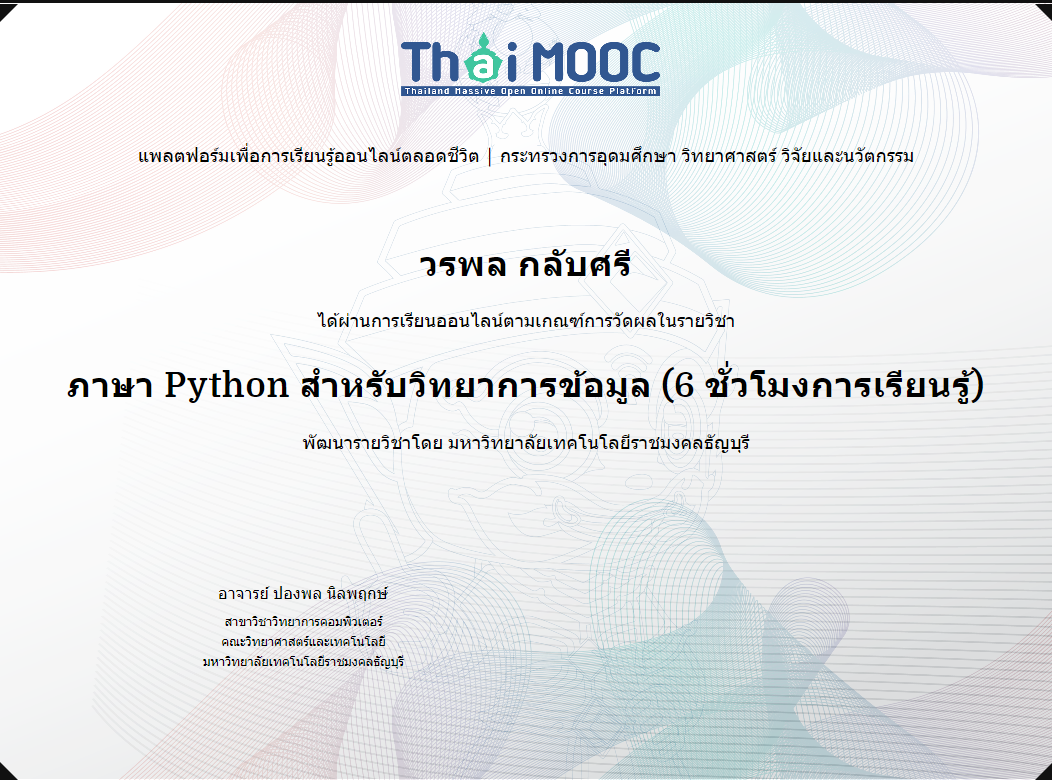 Thai MOOC
Thailand Massive Open Online Course Platform
แพลตฟอร์มเพื่อการเรียนรู้ออนไลน์ตลอดชีวิต | กระทรวงการอุดมศึกษา วิทยาศาสตร์ วิจัยและนวัตกรรม
วรพล กลับศรี
ได้ผ่านการเรียนออนไลน์ตามเกณฑ์การวัดผลในรายวิชา
ภาษา Python สำหรับวิทยาการข้อมูล (6 ชั่วโมงการเรียนรู้)
พัฒนารายวิชาโดย มหาวิทยาลัยเทคโนโลยีราชมงคลธัญบุรี
อาจารย์ ปองพล นิลพฤกษ์
สาขาวิชาวิทยาการคอมพิวเตอร์
คณะวิทยาศาสตร์และเทคโนโลยี
มหาวิทยาลัยเทคโนโลยีราชมงคลธัญบุรี